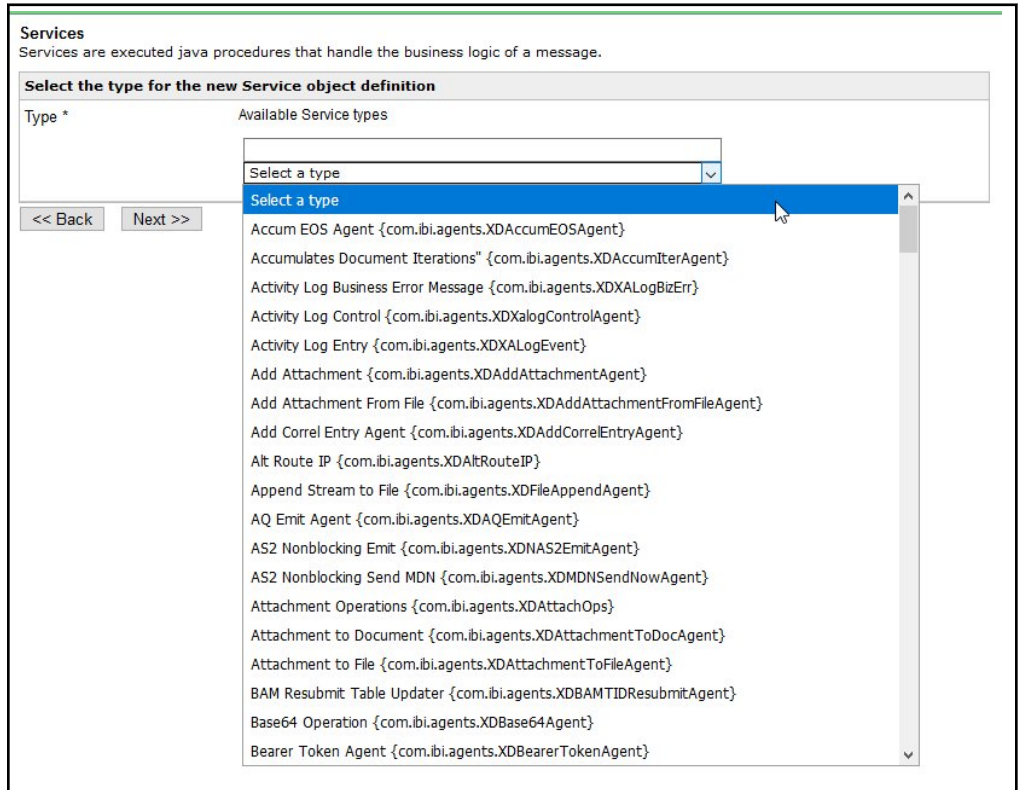 Services
Services are executed java procedures that handle the business logic of a message.
Select the type for the new Service object definition
Type *
Available Service types
Select a type
Select a type
<< Back
Next >>
Accum EOS Agent {com.ibi.agents.XDAccumEOSAgent}
Accumulates Document Iterations" {com.ibi.agents.XDAccumIterAgent}
Activity Log Business Error Message {com.ibi.agents.XDXALogBizErr}
Activity Log Control {com.ibi.agents.XDXalogControlAgent}
Activity Log Entry {com.ibi.agents.XDXALogEvent}
Add Attachment {com.ibi.agents.XDAddAttachmentAgent}
Add Attachment From File {com.ibi.agents.XDAddAttachmentFromFileAgent}
Add Correl Entry Agent {com.ibi.agents.XDAddCorrelEntryAgent}
Alt Route IP {com.ibi.agents.XDAltRouteIP}
Append Stream to File {com.ibi.agents.XDFileAppendAgent}
AQ Emit Agent {com.ibi.agents.XDAQEmitAgent}
AS2 Nonblocking Emit {com.ibi.agents.XDNAS2EmitAgent}
AS2 Nonblocking Send MDN {com.ibi.agents.XDMDNSendNowAgent}
Attachment Operations {com.ibi.agents.XDAttachOps}
Attachment to Document {com.ibi.agents.XDAttachmentToDocAgent}
Attachment to File {com.ibi.agents.XDAttachmentToFileAgent}
BAM Resubmit Table Updater {com.ibi.agents.XDBAMTIDResubmitAgent}
Base64 Operation {com.ibi.agents.XDBase64Agent}
Bearer Token Agent {com.ibi.agents.XDBearerTokenAgent}